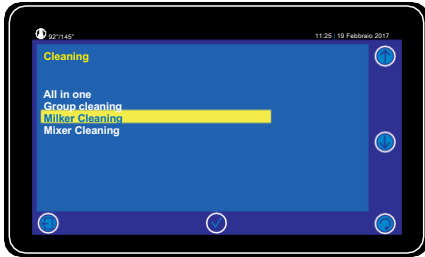 92°/145°
11:25 | 19 Febbraio 2017
Cleaning
All in one
Group cleaning
Milker Cleaning
Mixer Cleaning